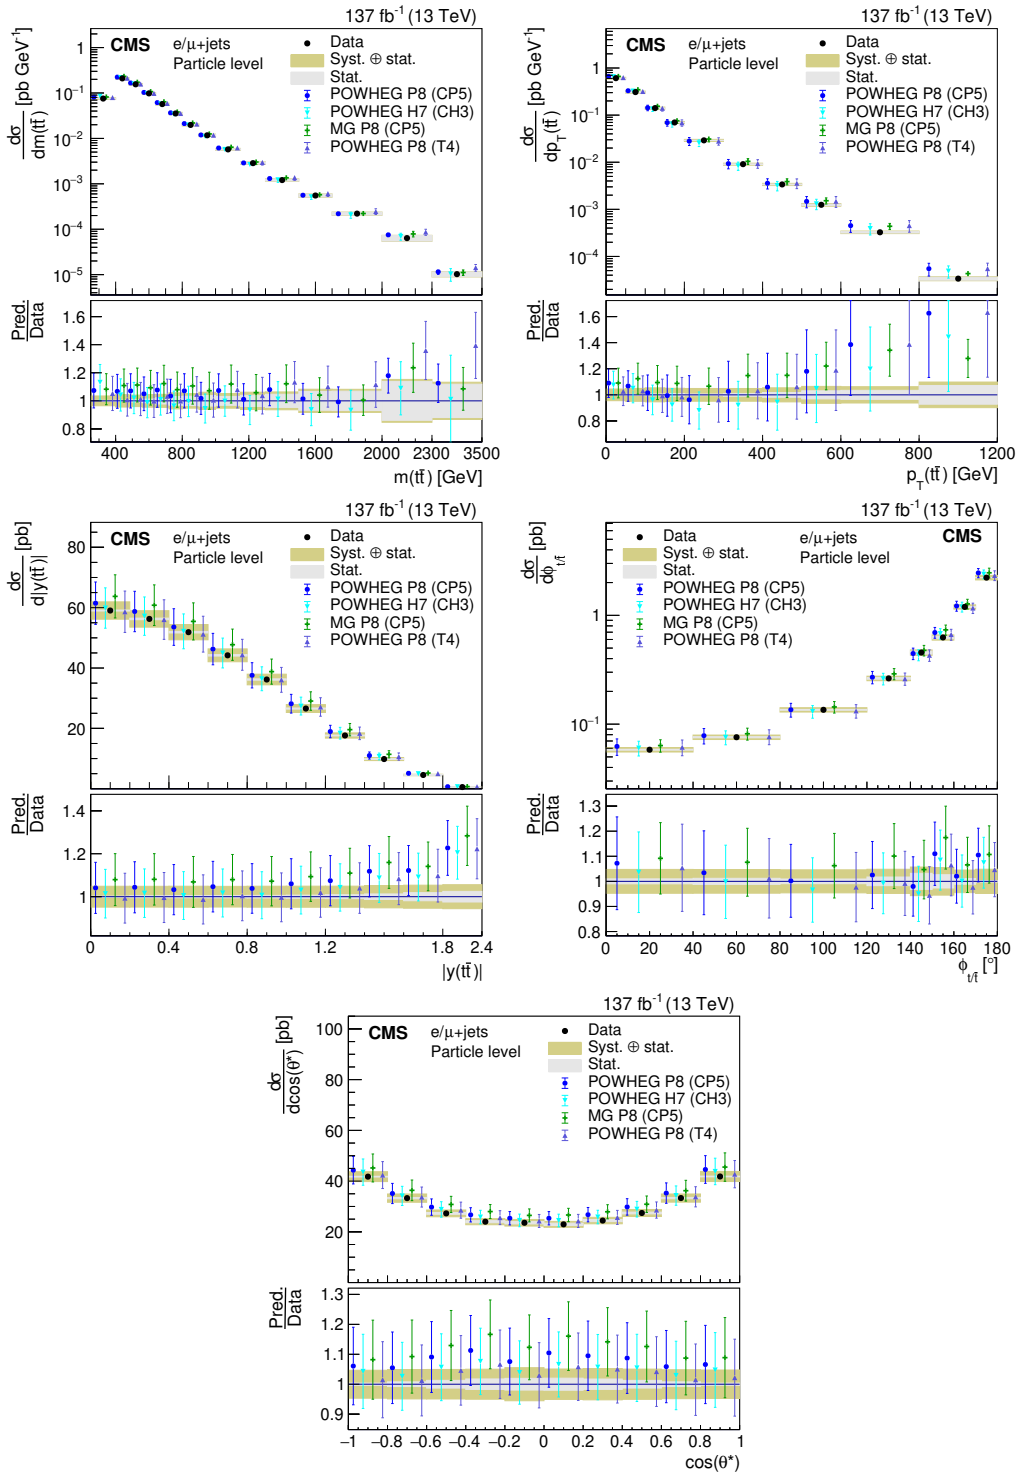 137 fb⁻¹ (13 TeV)
dσ/dm(tt̄) [pb GeV⁻¹]
CMS
e/μ+jets
Particle level
Data
Syst. ⊕ stat.
Stat.
POWHEG P8 (CP5)
POWHEG H7 (CH3)
MG P8 (CP5)
POWHEG P8 (T4)
1
10⁻¹
10⁻²
10⁻³
10⁻⁴
10⁻⁵
Pred./Data
1.6
1.4
1.2
1
0.8
400 800 1200 1600 2000 2300 3500
m(tt̄) [GeV]
137 fb⁻¹ (13 TeV)
dσ/dp_T(tt̄) [pb GeV⁻¹]
CMS
e/μ+jets
Particle level
Data
Syst. ⊕ stat.
Stat.
POWHEG P8 (CP5)
POWHEG H7 (CH3)
MG P8 (CP5)
POWHEG P8 (T4)
1
10⁻¹
10⁻²
10⁻³
10⁻⁴
Pred./Data
1.6
1.4
1.2
1
0.8
0 200 400 600 800 1200
p_T(tt̄) [GeV]
137 fb⁻¹ (13 TeV)
dσ/d|y(tt̄)| [pb]
CMS
e/μ+jets
Particle level
Data
Syst. ⊕ stat.
Stat.
POWHEG P8 (CP5)
POWHEG H7 (CH3)
MG P8 (CP5)
POWHEG P8 (T4)
80
60
40
20
Pred./Data
1.4
1.2
1
0 0.4 0.8 1.2 1.8 2.4
|y(tt̄)|
137 fb⁻¹ (13 TeV)
dσ/dϕ_t/t̄ [pb]
e/μ+jets
Particle level
CMS
Data
Syst. ⊕ stat.
Stat.
POWHEG P8 (CP5)
POWHEG H7 (CH3)
MG P8 (CP5)
POWHEG P8 (T4)
1
10⁻¹
Pred./Data
1.3
1.2
1.1
1
0.9
0.8
0 20 40 60 80 100 120 140 160 180
ϕ_t/t̄ [°]
137 fb⁻¹ (13 TeV)
dσ/dcos(θ*) [pb]
CMS
e/μ+jets
Particle level
Data
Syst. ⊕ stat.
Stat.
POWHEG P8 (CP5)
POWHEG H7 (CH3)
MG P8 (CP5)
POWHEG P8 (T4)
100
80
60
40
20
Pred./Data
1.3
1.2
1.1
1
0.9
−1 −0.8 −0.6 −0.4 −0.2 0 0.2 0.4 0.6 0.8 1
cos(θ*)